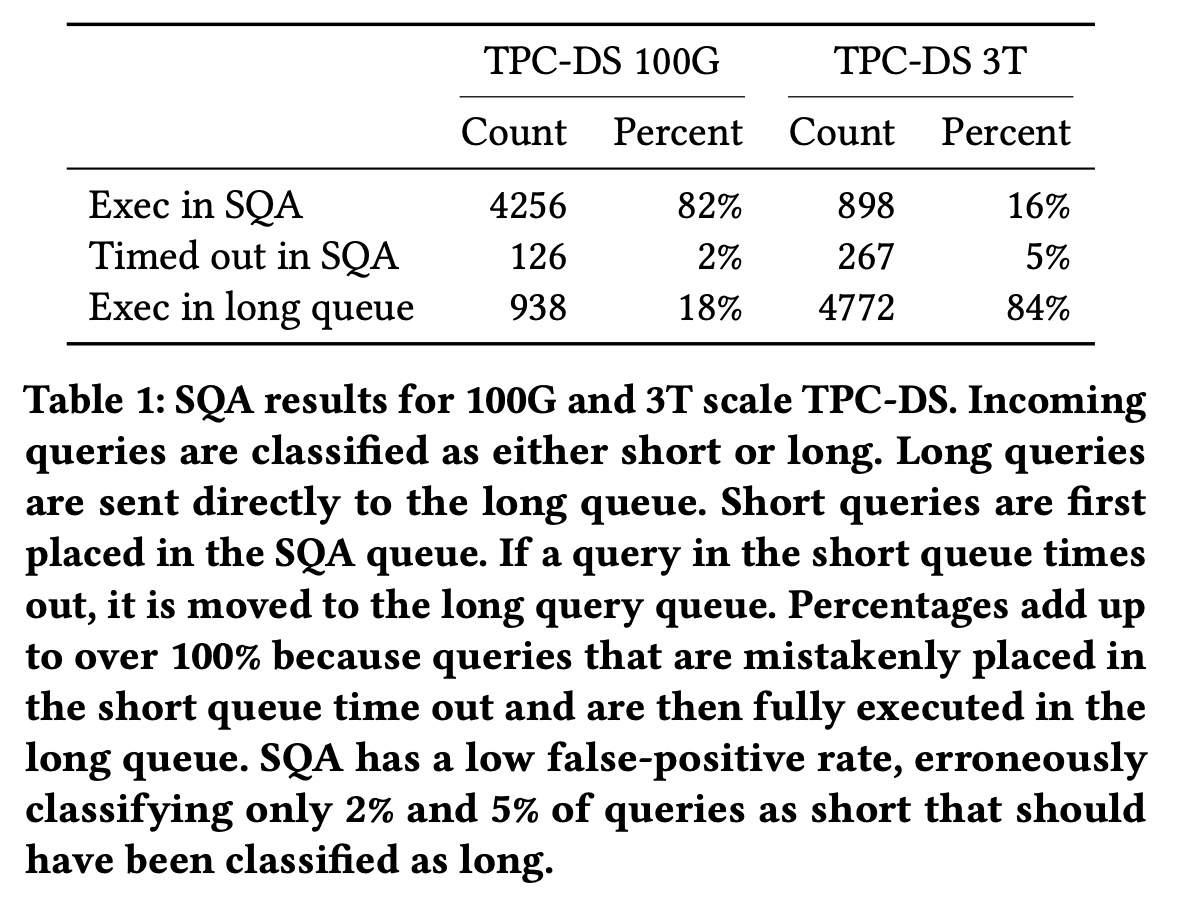 TPC-DS 100G TPC-DS 3T
Count Percent Count Percent
Exec in SQA 4256 82% 898 16%
Timed out in SQA 126 2% 267 5%
Exec in long queue 938 18% 4772 84%
Table 1: SQA results for 100G and 3T scale TPC-DS. Incoming
queries are classified as either short or long. Long queries
are sent directly to the long queue. Short queries are first
placed in the SQA queue. If a query in the short queue times
out, it is moved to the long query queue. Percentages add up
to over 100% because queries that are mistakenly placed in
the short queue time out and are then fully executed in the
long queue. SQA has a low false-positive rate, erroneously
classifying only 2% and 5% of queries as short that should
have been classified as long.